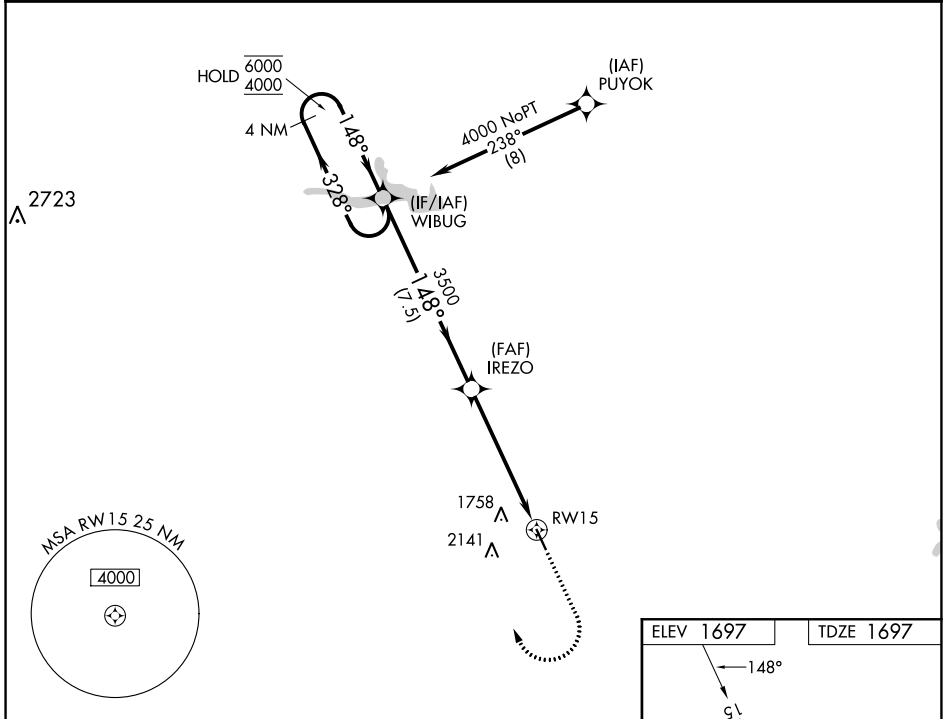 HOLD 6000
4000
4 NM
148°
328°
(IAF)
PUYOK
4000 NoPT
238°
(8)
2723
(IF/IAF)
WIBUG
3500
148°
(7.5)
(FAF)
IREZO
1758
RW15
2141
MSA RW15 25 NM
4000
ELEV 1697
TDZE 1697
148°
15